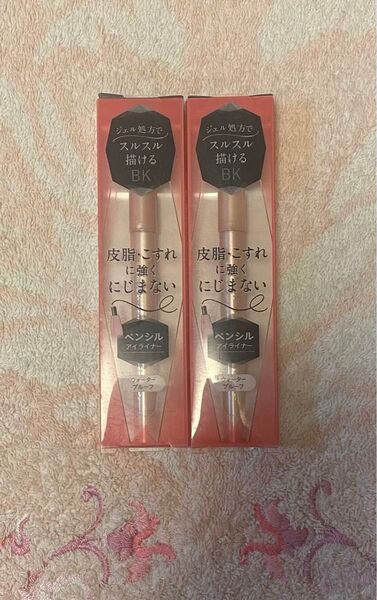 ジェル処方で
スルスル
描ける
BK
皮脂・こすれ
に強く
にじまない
ペンシル
アイライナー
ウォーター
プルーフ
ジェル処方で
スルスル
描ける
BK
皮脂・こすれ
に強く
にじまない
ペンシル
アイライナー
ウォーター
プルーフ